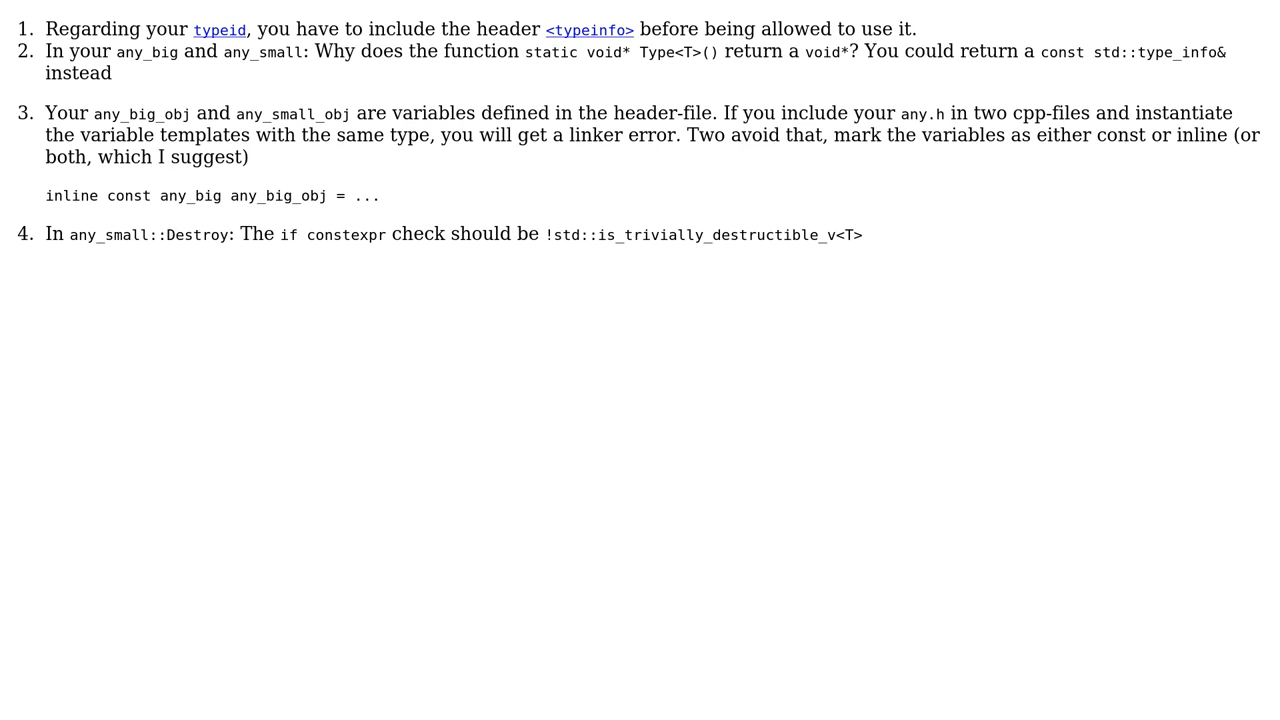 1. Regarding your typeid, you have to include the header <typeinfo> before being allowed to use it.
2. In your any_big and any_small: Why does the function static void* Type<T>() return a void*? You could return a const std::type_info&
instead
3. Your any_big_obj and any_small_obj are variables defined in the header-file. If you include your any.h in two cpp-files and instantiate
the variable templates with the same type, you will get a linker error. Two avoid that, mark the variables as either const or inline (or
both, which I suggest)
inline const any_big any_big_obj = ...
4. In any_small::Destroy: The if constexpr check should be !std::is_trivially_destructible_v<T>